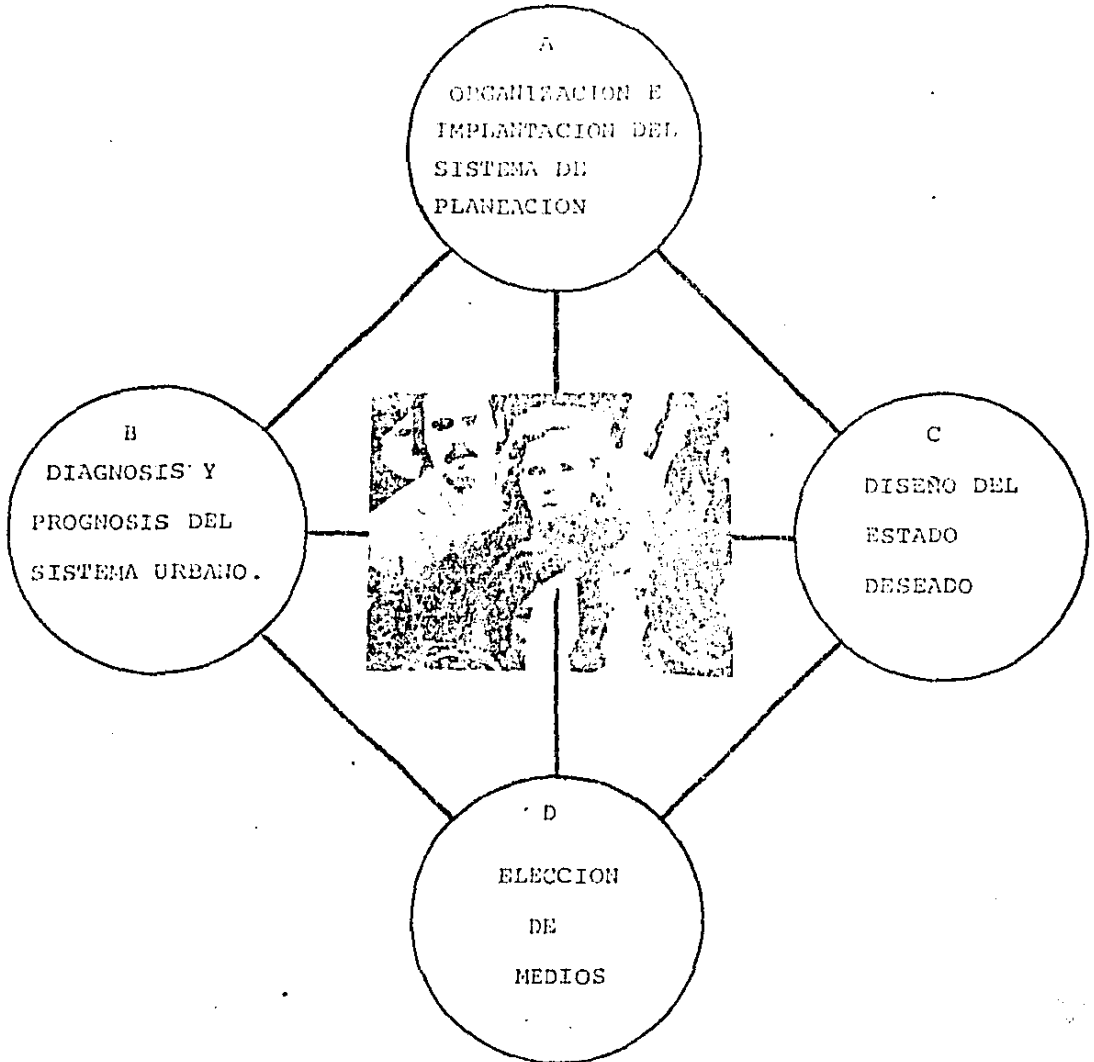 A
ORGANIZACION E
IMPLANTACION DEL
SISTEMA DE
PLANEACION
B
DIAGNOSIS Y
PROGNOSIS DEL
SISTEMA URBANO.
C
DISEÑO DEL
ESTADO
DESEADO
D
ELECCION
DE
MEDIOS